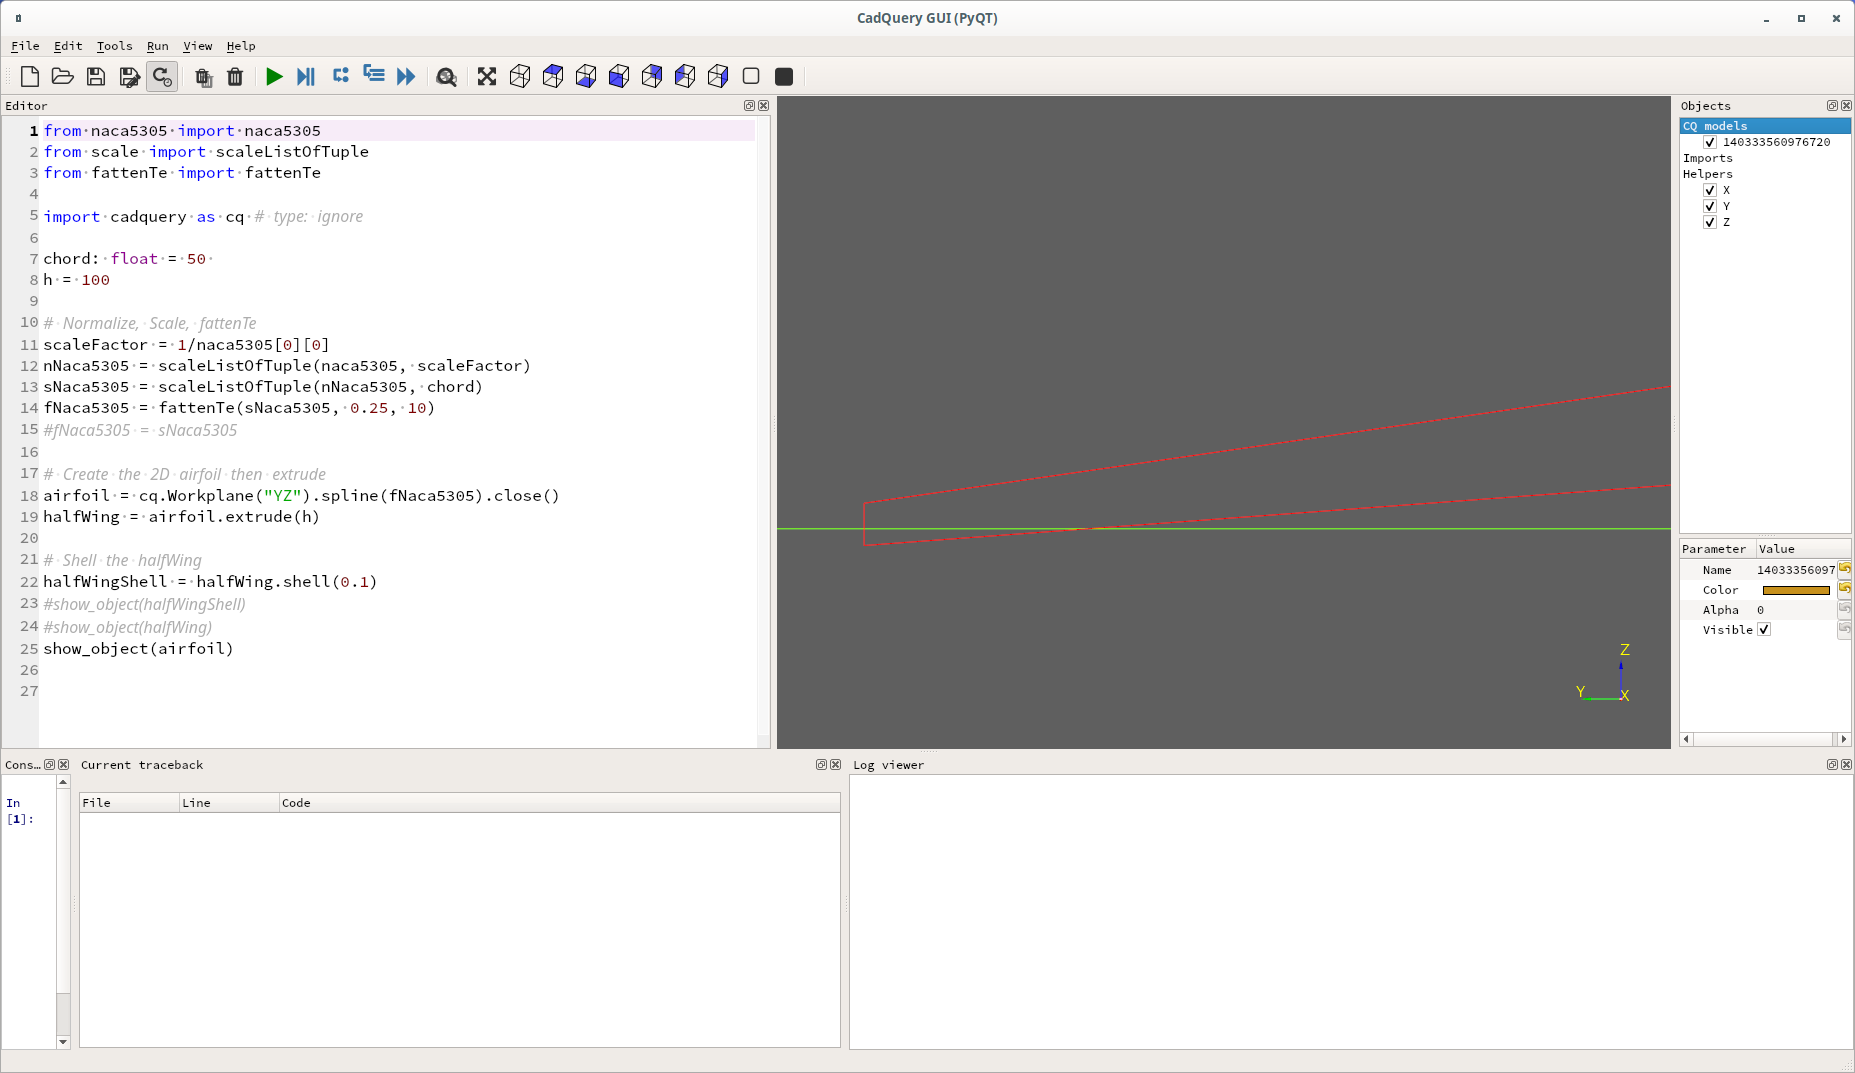 CadQuery GUI (PyQT)
File Edit Tools Run View Help
Editor
1 from naca5305 import naca5305
2 from scale import scaleListOfTuple
3 from fattenTe import fattenTe
4
5 import cadquery as cq # type: ignore
6
7 chord: float = 50
8 h = 100
9
10 # Normalize, Scale, fattenTe
11 scaleFactor = 1/naca5305[0][0]
12 nNaca5305 = scaleListOfTuple(naca5305, scaleFactor)
13 sNaca5305 = scaleListOfTuple(nNaca5305, chord)
14 fNaca5305 = fattenTe(sNaca5305, 0.25, 10)
15 #fNaca5305 = sNaca5305
16
17 # Create the 2D airfoil then extrude
18 airfoil = cq.Workplane("YZ").spline(fNaca5305).close()
19 halfWing = airfoil.extrude(h)
20
21 # Shell the halfWing
22 halfWingShell = halfWing.shell(0.1)
23 #show_object(halfWingShell)
24 #show_object(halfWing)
25 show_object(airfoil)
26
27
Z
Y
X
Objects
CQ models
140333560976720
Imports
Helpers
X
Y
Z
Parameter Value
Name 14033356097
Color
Alpha 0
Visible
Cons...
In
[1]:
Current traceback
File Line Code
Log viewer